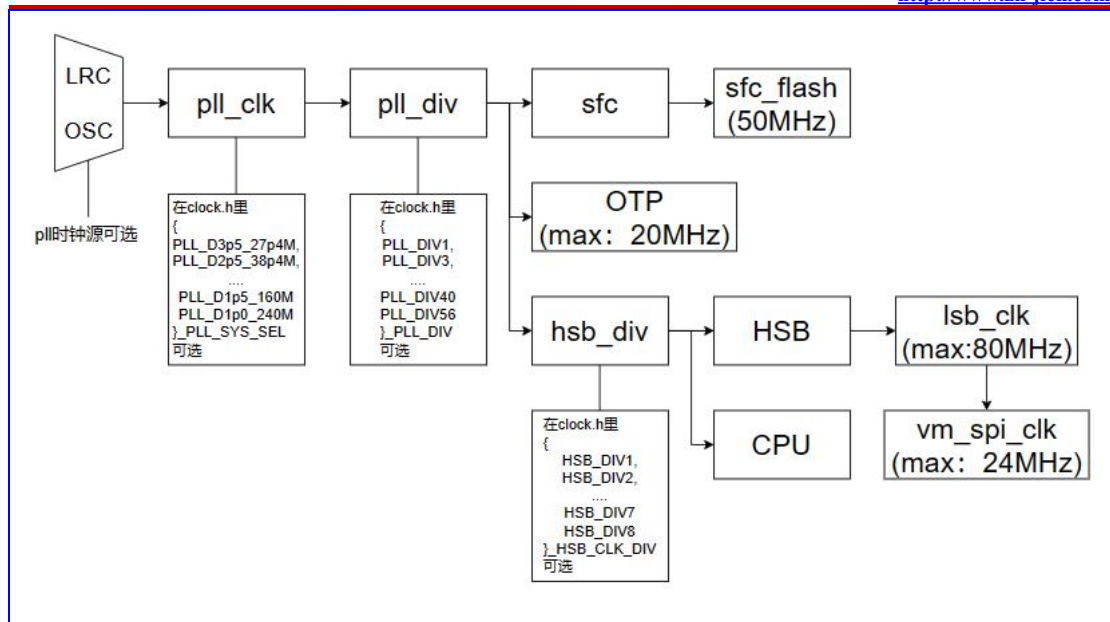 LRC
OSC
pll时钟源可选
pll_clk
在clock.h里
{
PLL_D3p5_27p4M,
PLL_D2p5_38p4M,
....
PLL_D1p5_160M
PLL_D1p0_240M
}_PLL_SYS_SEL
可选
pll_div
在clock.h里
{
PLL_DIV1,
PLL_DIV3,
....
PLL_DIV40
PLL_DIV56
}_PLL_DIV
可选
sfc
sfc_flash
(50MHz)
OTP
(max: 20MHz)
hsb_div
在clock.h里
{
HSB_DIV1,
HSB_DIV2,
....
HSB_DIV7
HSB_DIV8
}_HSB_CLK_DIV
可选
HSB
CPU
lsb_clk
(max:80MHz)
vm_spi_clk
(max: 24MHz)